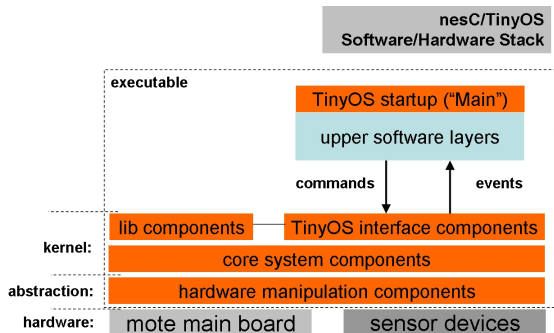 nesC/TinyOS
Software/Hardware Stack
executable
TinyOS startup (“Main”)
upper software layers
commands
events
lib components
TinyOS interface components
kernel:
core system components
abstraction:
hardware manipulation components
hardware:
mote main board
sensor devices